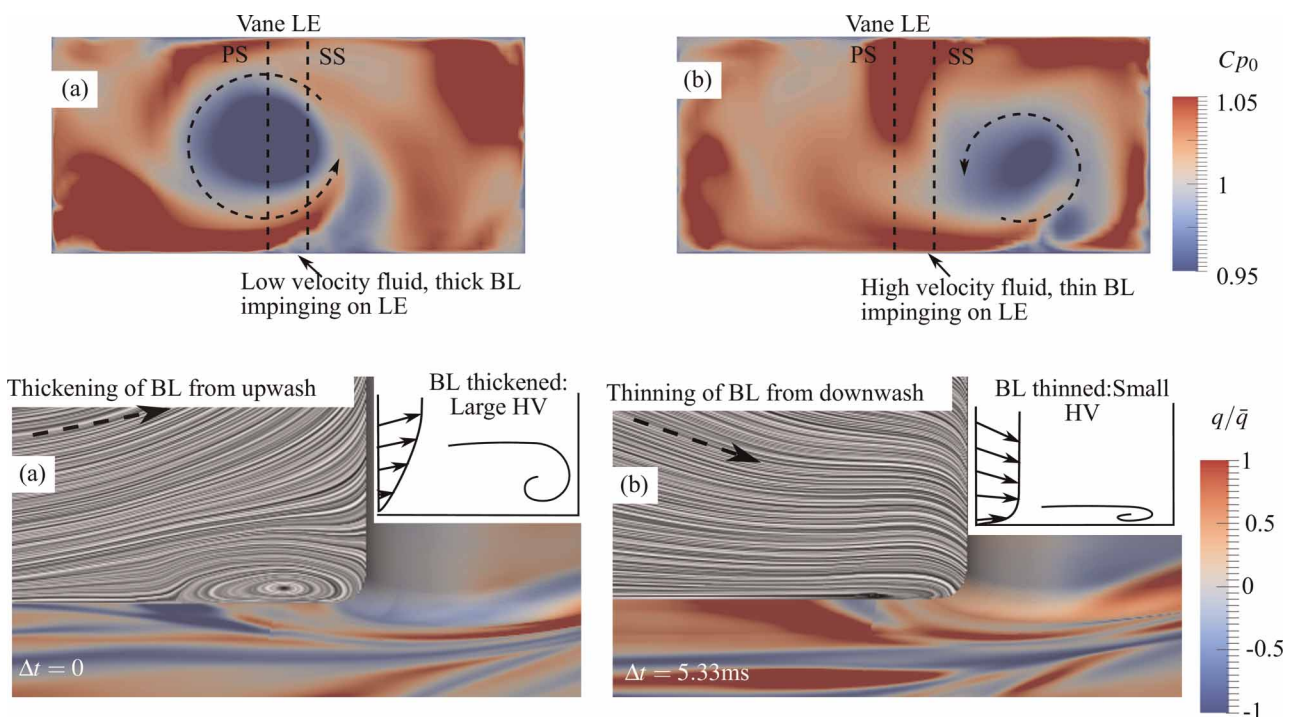 Vane LE
PS
SS
(a)
Low velocity fluid, thick BL
impinging on LE
Vane LE
PS
SS
(b)
High velocity fluid, thin BL
impinging on LE
Cp0
1.05
1
0.95
Thickening of BL from upwash
BL thickened:
Large HV
(a)
Δt = 0
Thinning of BL from downwash
BL thinned:Small
HV
(b)
Δt = 5.33ms
q/q̄
1
0.5
0
-0.5
-1